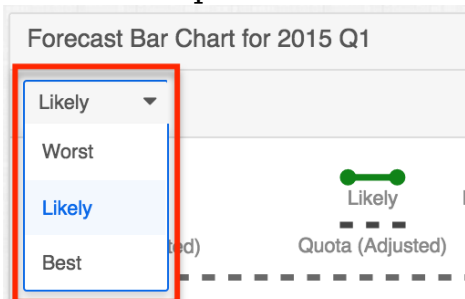 Forecast Bar Chart for 2015 Q1
Likely
Worst
Likely
Best
Likely
Quota (Adjusted)